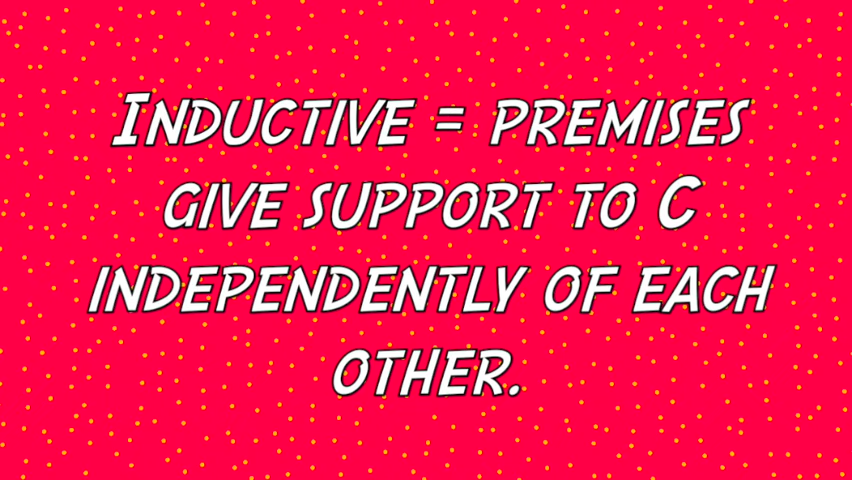 Inductive = premises
give support to C
independently of each
other.